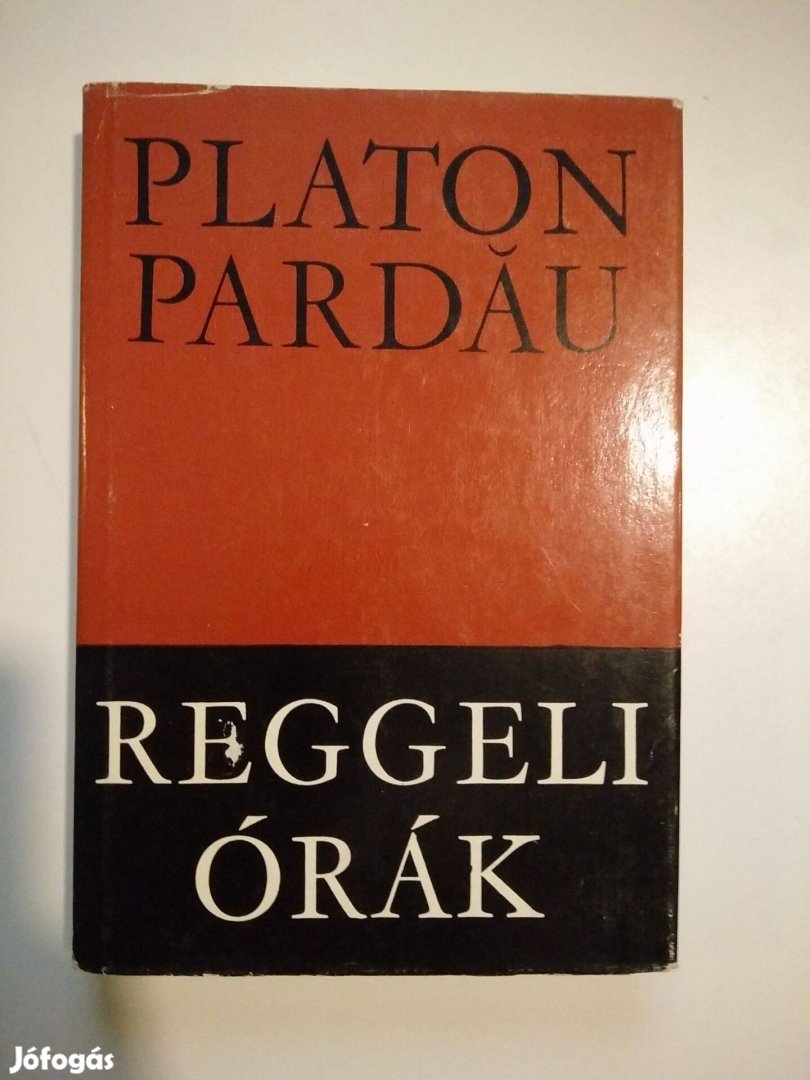 PLATON
PARDĂU
REGGELI
ÓRÁK
Jófogás